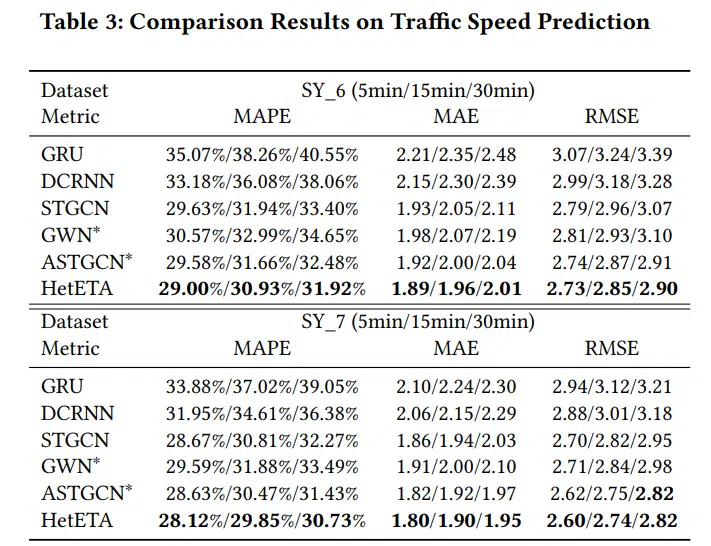 Table 3: Comparison Results on Traffic Speed Prediction
Dataset SY_6 (5min/15min/30min)
Metric MAPE MAE RMSE
GRU 35.07%/38.26%/40.55% 2.21/2.35/2.48 3.07/3.24/3.39
DCRNN 33.18%/36.08%/38.06% 2.15/2.30/2.39 2.99/3.18/3.28
STGCN 29.63%/31.94%/33.40% 1.93/2.05/2.11 2.79/2.96/3.07
GWN* 30.57%/32.99%/34.65% 1.98/2.07/2.19 2.81/2.93/3.10
ASTGCN* 29.58%/31.66%/32.48% 1.92/2.00/2.04 2.74/2.87/2.91
HetETA 29.00%/30.93%/31.92% 1.89/1.96/2.01 2.73/2.85/2.90
Dataset SY_7 (5min/15min/30min)
Metric MAPE MAE RMSE
GRU 33.88%/37.02%/39.05% 2.10/2.24/2.30 2.94/3.12/3.21
DCRNN 31.95%/34.61%/36.38% 2.06/2.15/2.29 2.88/3.01/3.18
STGCN 28.67%/30.81%/32.27% 1.86/1.94/2.03 2.70/2.82/2.95
GWN* 29.59%/31.88%/33.49% 1.91/2.00/2.10 2.71/2.84/2.98
ASTGCN* 28.63%/30.47%/31.43% 1.82/1.92/1.97 2.62/2.75/2.82
HetETA 28.12%/29.85%/30.73% 1.80/1.90/1.95 2.60/2.74/2.82